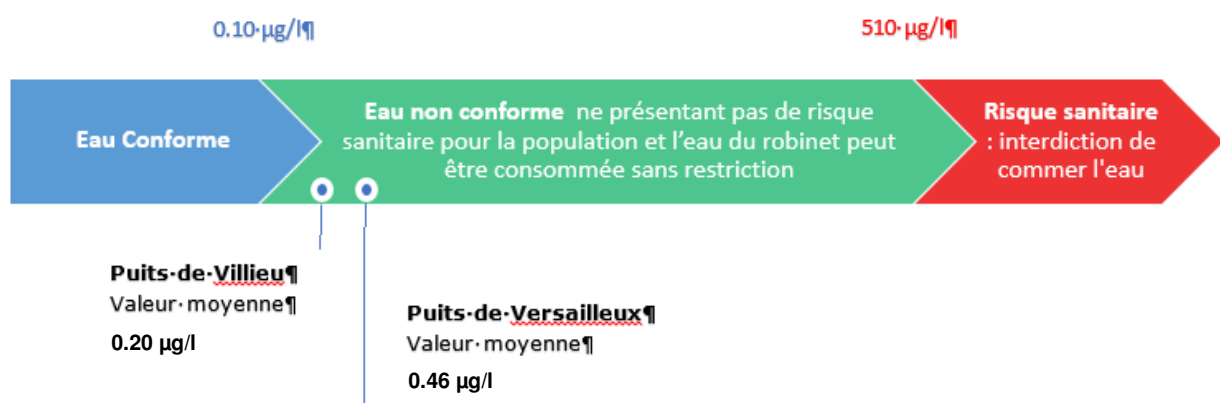 0.10·µg/l¶
510·µg/l¶
Eau Conforme
Eau non conforme ne présentant pas de risque
sanitaire pour la population et l'eau du robinet peut
être consommée sans restriction
Risque sanitaire
: interdiction de
commer l'eau
Puits·de·Villieu¶
Valeur·moyenne¶
0.20 µg/l
Puits·de·Versailleux¶
Valeur·moyenne¶
0.46 µg/l